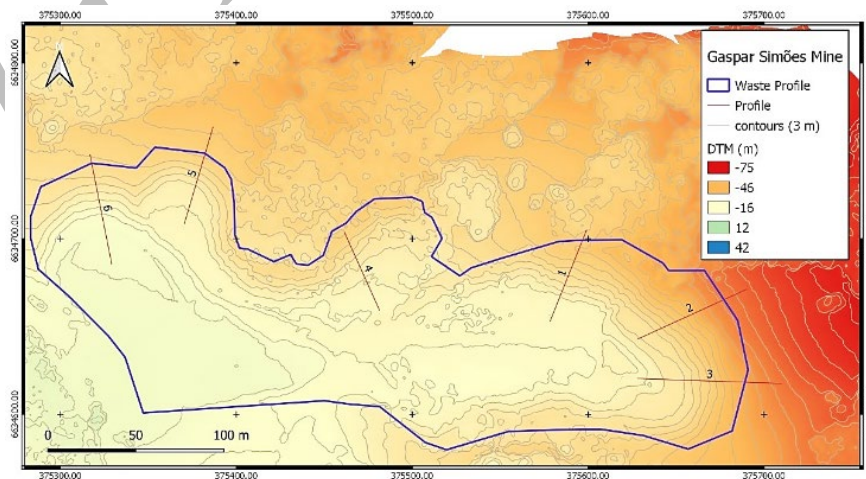 375300.00 375400.00 375500.00 375600.00 375700.00
Gaspar Simões Mine
Waste Profile
Profile
contours (3 m)
DTM (m)
-75
-46
-16
12
42
6634800.00
6634700.00
6634600.00
5
6
4
1
2
3
0 50 100 m
375300.00 375400.00 375500.00 375600.00 375700.00